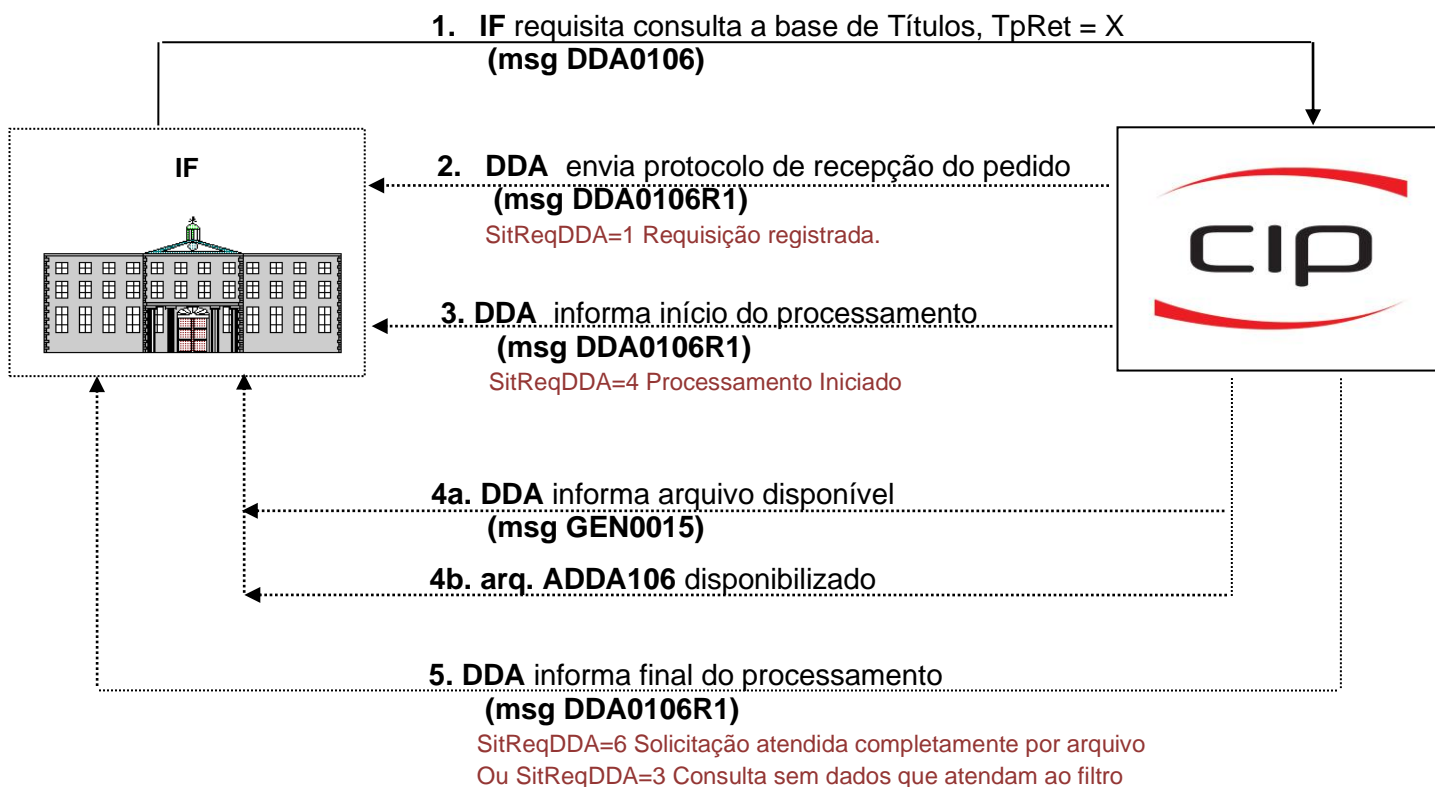 1. IF requisita consulta a base de Títulos, TpRet = X
(msg DDA0106)
IF
2. DDA envia protocolo de recepção do pedido
(msg DDA0106R1)
SitReqDDA=1 Requisição registrada.
cip
3. DDA informa início do processamento
(msg DDA0106R1)
SitReqDDA=4 Processamento Iniciado
4a. DDA informa arquivo disponível
(msg GEN0015)
4b. arq. ADDA106 disponibilizado
5. DDA informa final do processamento
(msg DDA0106R1)
SitReqDDA=6 Solicitação atendida completamente por arquivo
Ou SitReqDDA=3 Consulta sem dados que atendam ao filtro